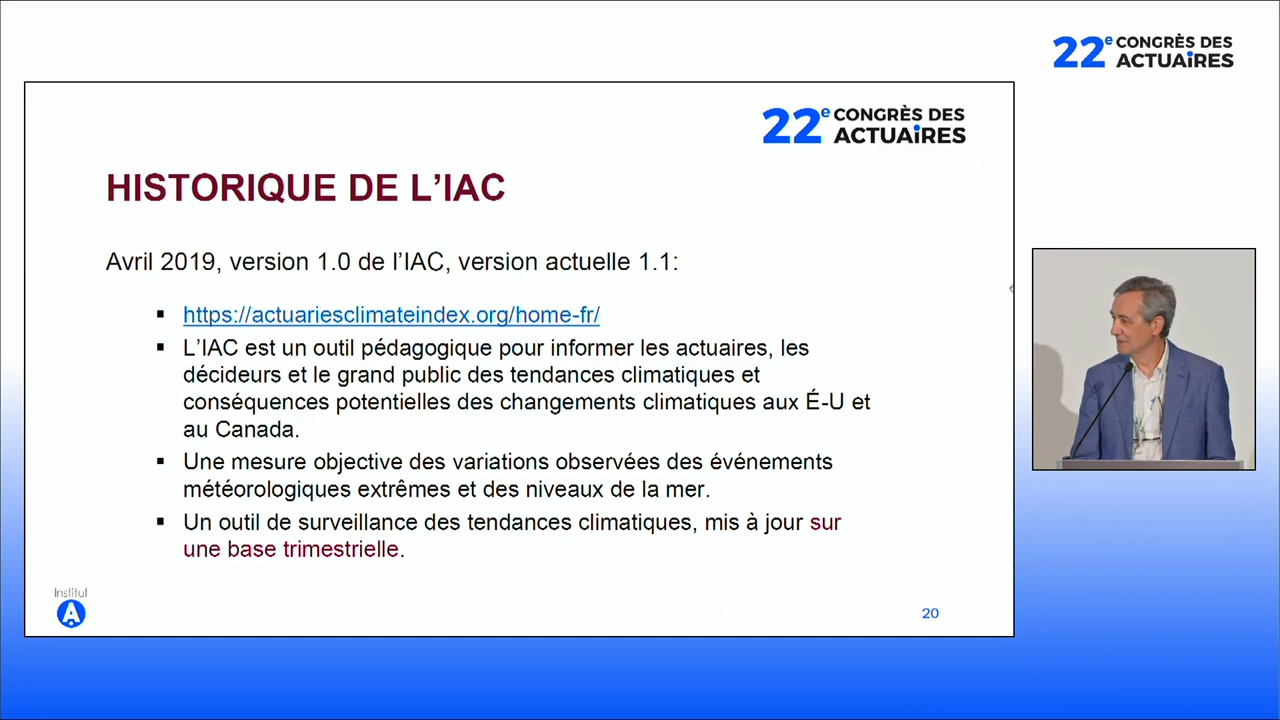 22e CONGRÈS DES
ACTUAiRES
22e CONGRÈS DES
ACTUAiRES
HISTORIQUE DE L’IAC
Avril 2019, version 1.0 de l’IAC, version actuelle 1.1:
https://actuariesclimateindex.org/home-fr/
L’IAC est un outil pédagogique pour informer les actuaires, les
décideurs et le grand public des tendances climatiques et
conséquences potentielles des changements climatiques aux É-U et
au Canada.
Une mesure objective des variations observées des événements
météorologiques extrêmes et des niveaux de la mer.
Un outil de surveillance des tendances climatiques, mis à jour sur
une base trimestrielle.
Institut
A
20